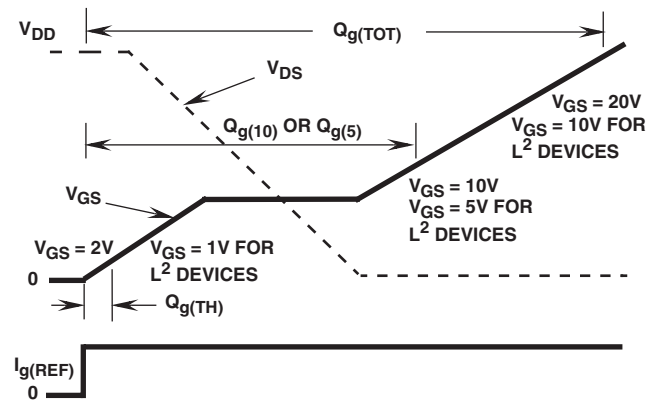 V_DD
Q_g(TOT)
V_DS
V_GS = 20V
V_GS = 10V FOR
L² DEVICES
Q_g(10) OR Q_g(5)
V_GS
V_GS = 10V
V_GS = 5V FOR
L² DEVICES
V_GS = 2V
V_GS = 1V FOR
L² DEVICES
0
Q_g(TH)
I_g(REF)
0